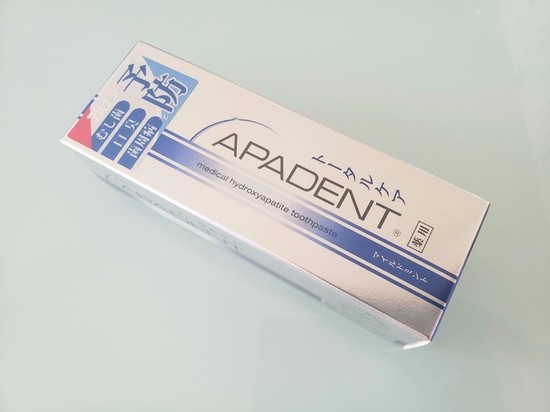 予防
むし歯
口臭
歯周病
トータルケア
APADENT®
medical hydroxyapatite toothpaste
薬用
マイルドミント